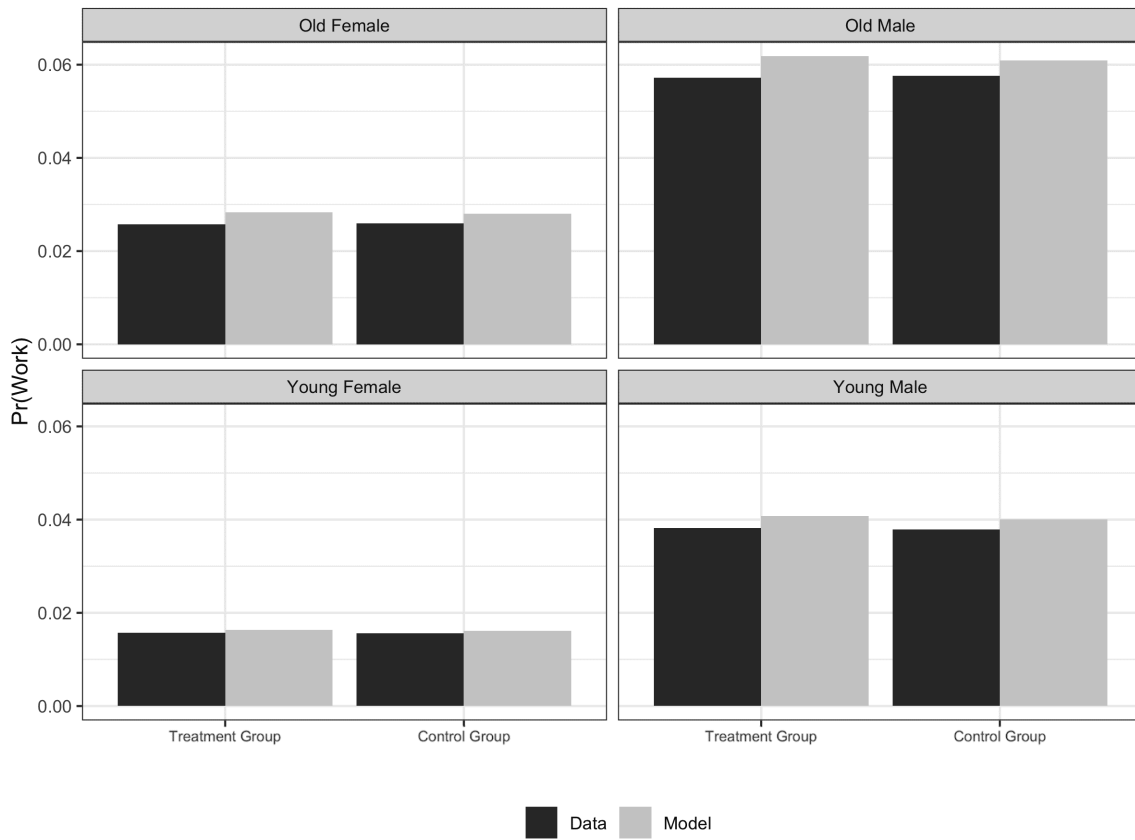 Old Female
Old Male
0.06
0.04
0.02
0.00
Pr(Work)
Young Female
Young Male
0.06
0.04
0.02
0.00
Treatment Group
Control Group
Treatment Group
Control Group
Data
Model